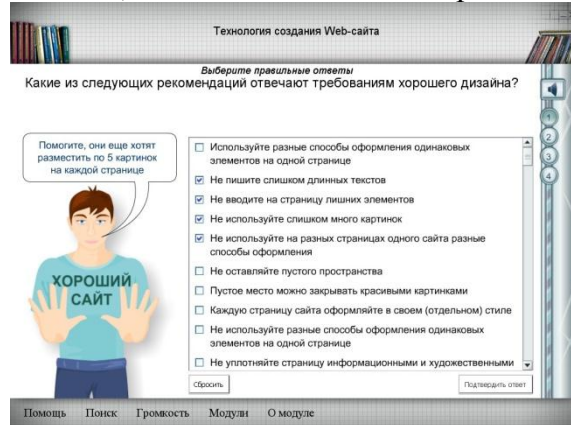 Технология создания Web-сайта
Выберите правильные ответы
Какие из следующих рекомендаций отвечают требованиям хорошего дизайна?
Помогите, они еще хотят
разместить по 5 картинок
на каждой странице
ХОРОШИЙ
САЙТ
Используйте разные способы оформления одинаковых
элементов на одной странице
Не пишите слишком длинных текстов
Не вводите на страницу лишних элементов
Не используйте слишком много картинок
Не используйте на разных страницах одного сайта разные
способы оформления
Не оставляйте пустого пространства
Пустое место можно закрывать красивыми картинками
Каждую страницу сайта оформляйте в своем (отдельном) стиле
Не используйте разные способы оформления одинаковых
элементов на одной странице
Не уплотняйте страницу информационными и художественными
1
2
3
4
Сбросить
Подтвердить ответ
Помощь Поиск Громкость Модули О модуле